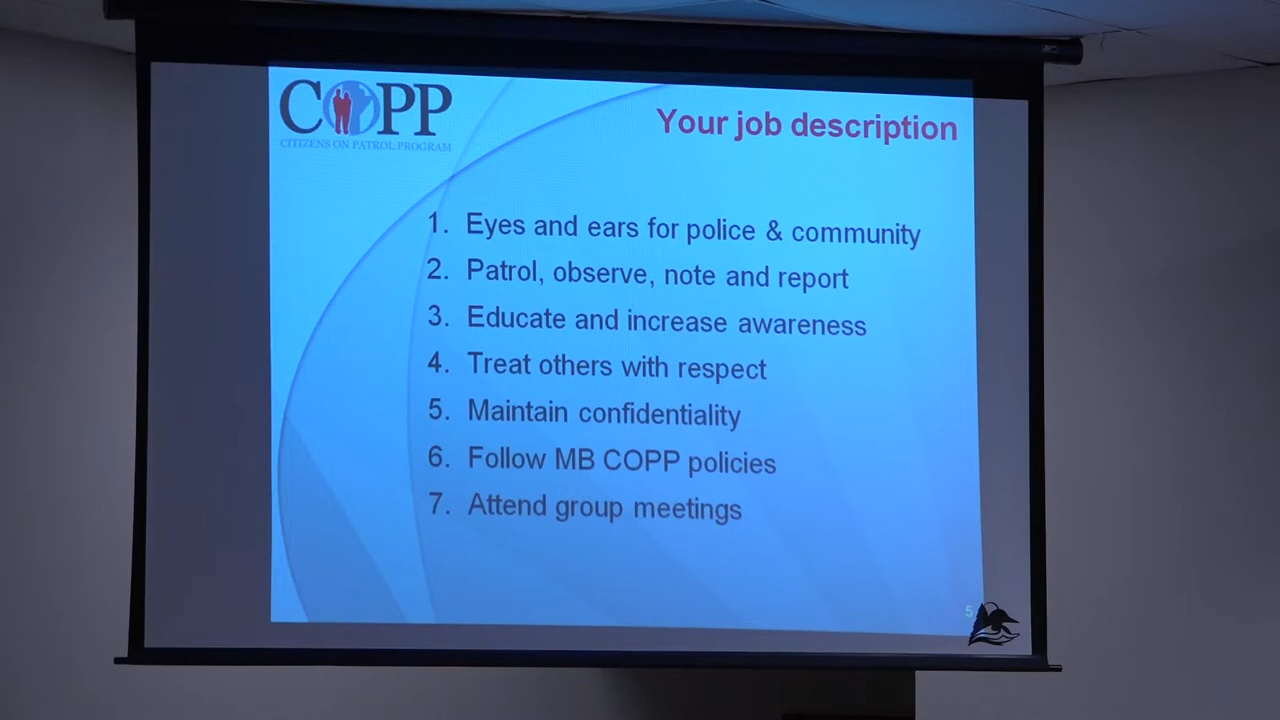 COPP
CITIZENS ON PATROL PROGRAM
Your job description
1. Eyes and ears for police & community
2. Patrol, observe, note and report
3. Educate and increase awareness
4. Treat others with respect
5. Maintain confidentiality
6. Follow MB COPP policies
7. Attend group meetings
5